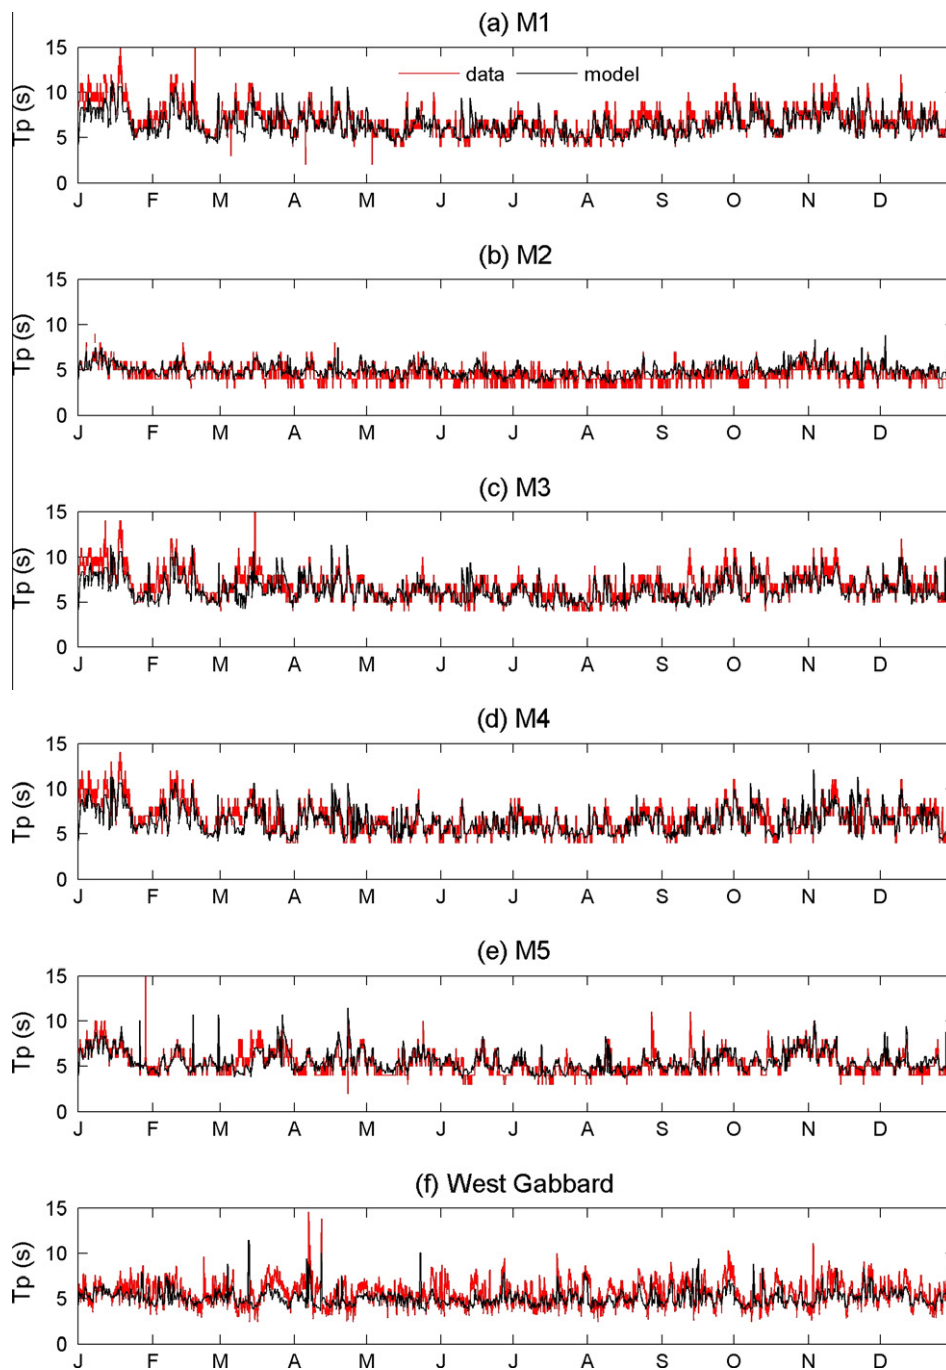 (a) M1
data model
Tp (s)
15
10
5
0
J F M A M J J A S O N D
(b) M2
Tp (s)
15
10
5
0
J F M A M J J A S O N D
(c) M3
Tp (s)
15
10
5
0
J F M A M J J A S O N D
(d) M4
Tp (s)
15
10
5
0
J F M A M J J A S O N D
(e) M5
Tp (s)
15
10
5
0
J F M A M J J A S O N D
(f) West Gabbard
Tp (s)
15
10
5
0
J F M A M J J A S O N D